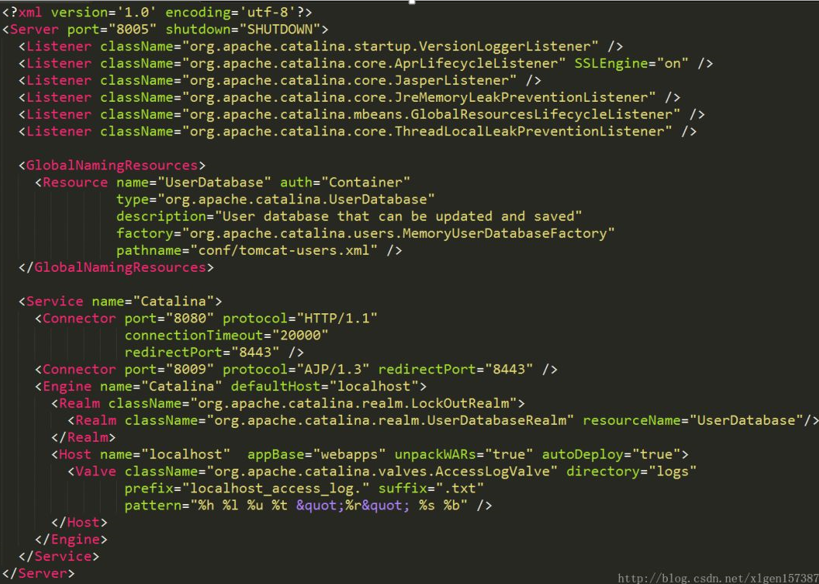 <?xml version='1.0' encoding='utf-8'?>
<Server port="8005" shutdown="SHUTDOWN">
  <Listener className="org.apache.catalina.startup.VersionLoggerListener" />
  <Listener className="org.apache.catalina.core.AprLifecycleListener" SSLEngine="on" />
  <Listener className="org.apache.catalina.core.JasperListener" />
  <Listener className="org.apache.catalina.core.JreMemoryLeakPreventionListener" />
  <Listener className="org.apache.catalina.mbeans.GlobalResourcesLifecycleListener" />
  <Listener className="org.apache.catalina.core.ThreadLocalLeakPreventionListener" />
  <GlobalNamingResources>
    <Resource name="UserDatabase" auth="Container"
              type="org.apache.catalina.UserDatabase"
              description="User database that can be updated and saved"
              factory="org.apache.catalina.users.MemoryUserDatabaseFactory"
              pathname="conf/tomcat-users.xml" />
  </GlobalNamingResources>
  <Service name="Catalina">
    <Connector port="8080" protocol="HTTP/1.1"
               connectionTimeout="20000"
               redirectPort="8443" />
    <Connector port="8009" protocol="AJP/1.3" redirectPort="8443" />
    <Engine name="Catalina" defaultHost="localhost">
      <Realm className="org.apache.catalina.realm.LockOutRealm">
        <Realm className="org.apache.catalina.realm.UserDatabaseRealm" resourceName="UserDatabase"/>
      </Realm>
      <Host name="localhost"  appBase="webapps" unpackWARs="true" autoDeploy="true">
        <Valve className="org.apache.catalina.valves.AccessLogValve" directory="logs"
               prefix="localhost_access_log." suffix=".txt"
               pattern="%h %l %u %t &quot;%r&quot; %s %b" />
      </Host>
    </Engine>
  </Service>
</Server>
http://blog.csdn.net/xlgen157387